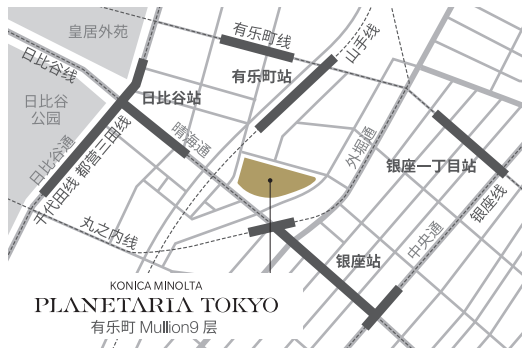 皇居外苑
有乐町线
山手线
日比谷线
有乐町站
日比谷
公园
日比谷站
晴海通
外堀通
日比谷通
千代田线 都营三田线
银座一丁目站
银座线
丸之内线
中央通
银座站
KONICA MINOLTA
PLANETARIA TOKYO
有乐町 Mullion9 层